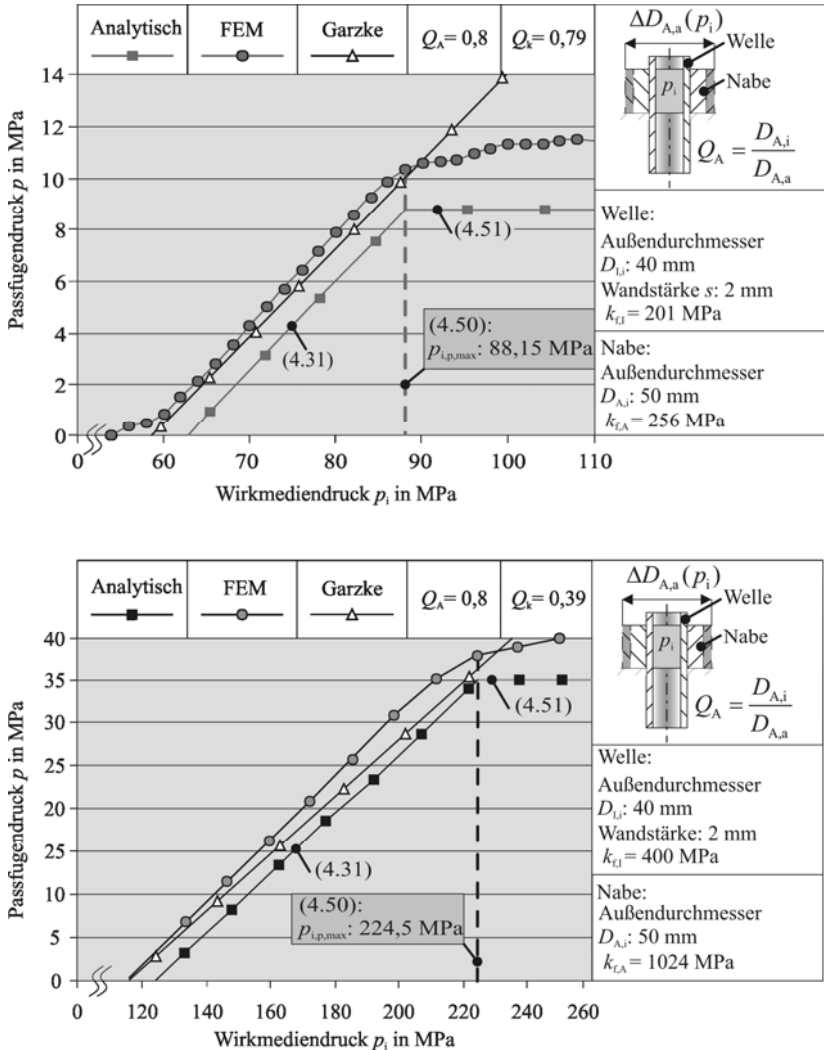 Analytisch FEM Garzke Q_A = 0,8 Q_k = 0,79
Passfugendruck p in MPa
14
12
10
8
6
4
2
0
0 60 70 80 90 100 110
Wirkmediendruck p_i in MPa
(4.31)
(4.51)
(4.50):
p_i,p,max: 88,15 MPa
ΔD_A,a(p_i)
Welle
p_i
Nabe
Q_A = D_A,i / D_A,a
Welle:
Außendurchmesser
D_I,i: 40 mm
Wandstärke s: 2 mm
k_f,I = 201 MPa
Nabe:
Außendurchmesser
D_A,i: 50 mm
k_f,A = 256 MPa
Analytisch FEM Garzke Q_A = 0,8 Q_k = 0,39
Passfugendruck p in MPa
40
35
35
25
20
25
10
5
0
0 120 140 160 180 200 220 240 260
Wirkmediendruck p_i in MPa
(4.31)
(4.51)
(4.50):
p_i,p,max: 224,5 MPa
ΔD_A,a(p_i)
Welle
p_i
Nabe
Q_A = D_A,i / D_A,a
Welle:
Außendurchmesser
D_I,i: 40 mm
Wandstärke: 2 mm
k_f,I = 400 MPa
Nabe:
Außendurchmesser
D_A,i: 50 mm
k_f,A = 1024 MPa